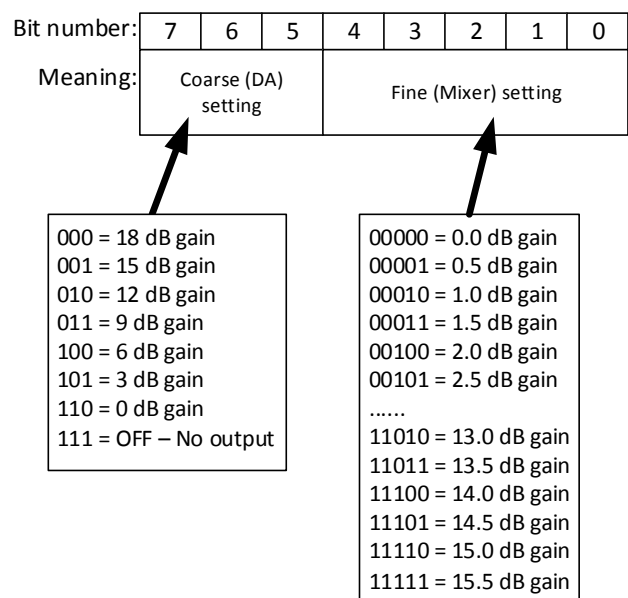 Bit number: 7 6 5 4 3 2 1 0
Meaning: Coarse (DA) setting Fine (Mixer) setting
000 = 18 dB gain
001 = 15 dB gain
010 = 12 dB gain
011 = 9 dB gain
100 = 6 dB gain
101 = 3 dB gain
110 = 0 dB gain
111 = OFF – No output
00000 = 0.0 dB gain
00001 = 0.5 dB gain
00010 = 1.0 dB gain
00011 = 1.5 dB gain
00100 = 2.0 dB gain
00101 = 2.5 dB gain
......
11010 = 13.0 dB gain
11011 = 13.5 dB gain
11100 = 14.0 dB gain
11101 = 14.5 dB gain
11110 = 15.0 dB gain
11111 = 15.5 dB gain